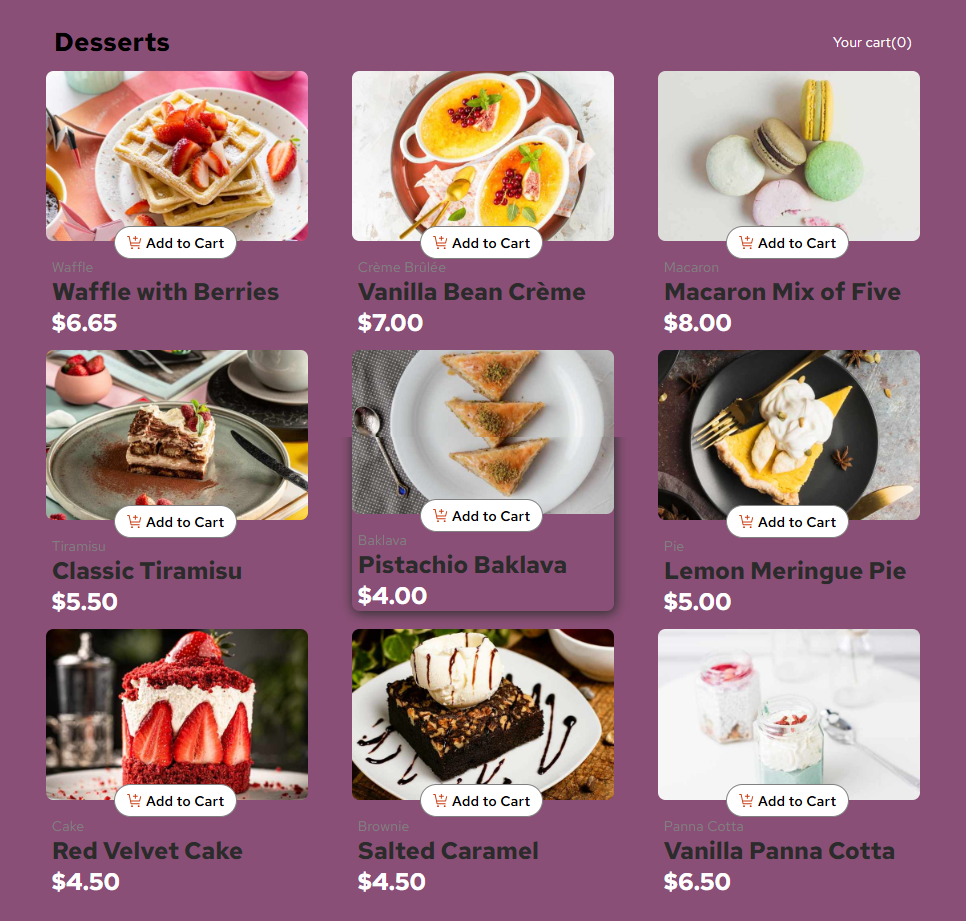 Desserts
Your cart(0)
Add to Cart
Add to Cart
Add to Cart
Waffle
Crème Brûlée
Macaron
Waffle with Berries
Vanilla Bean Crème
Macaron Mix of Five
$6.65
$7.00
$8.00
Add to Cart
Add to Cart
Add to Cart
Tiramisu
Baklava
Pie
Classic Tiramisu
Pistachio Baklava
Lemon Meringue Pie
$5.50
$4.00
$5.00
Add to Cart
Add to Cart
Add to Cart
Cake
Brownie
Panna Cotta
Red Velvet Cake
Salted Caramel
Vanilla Panna Cotta
$4.50
$4.50
$6.50